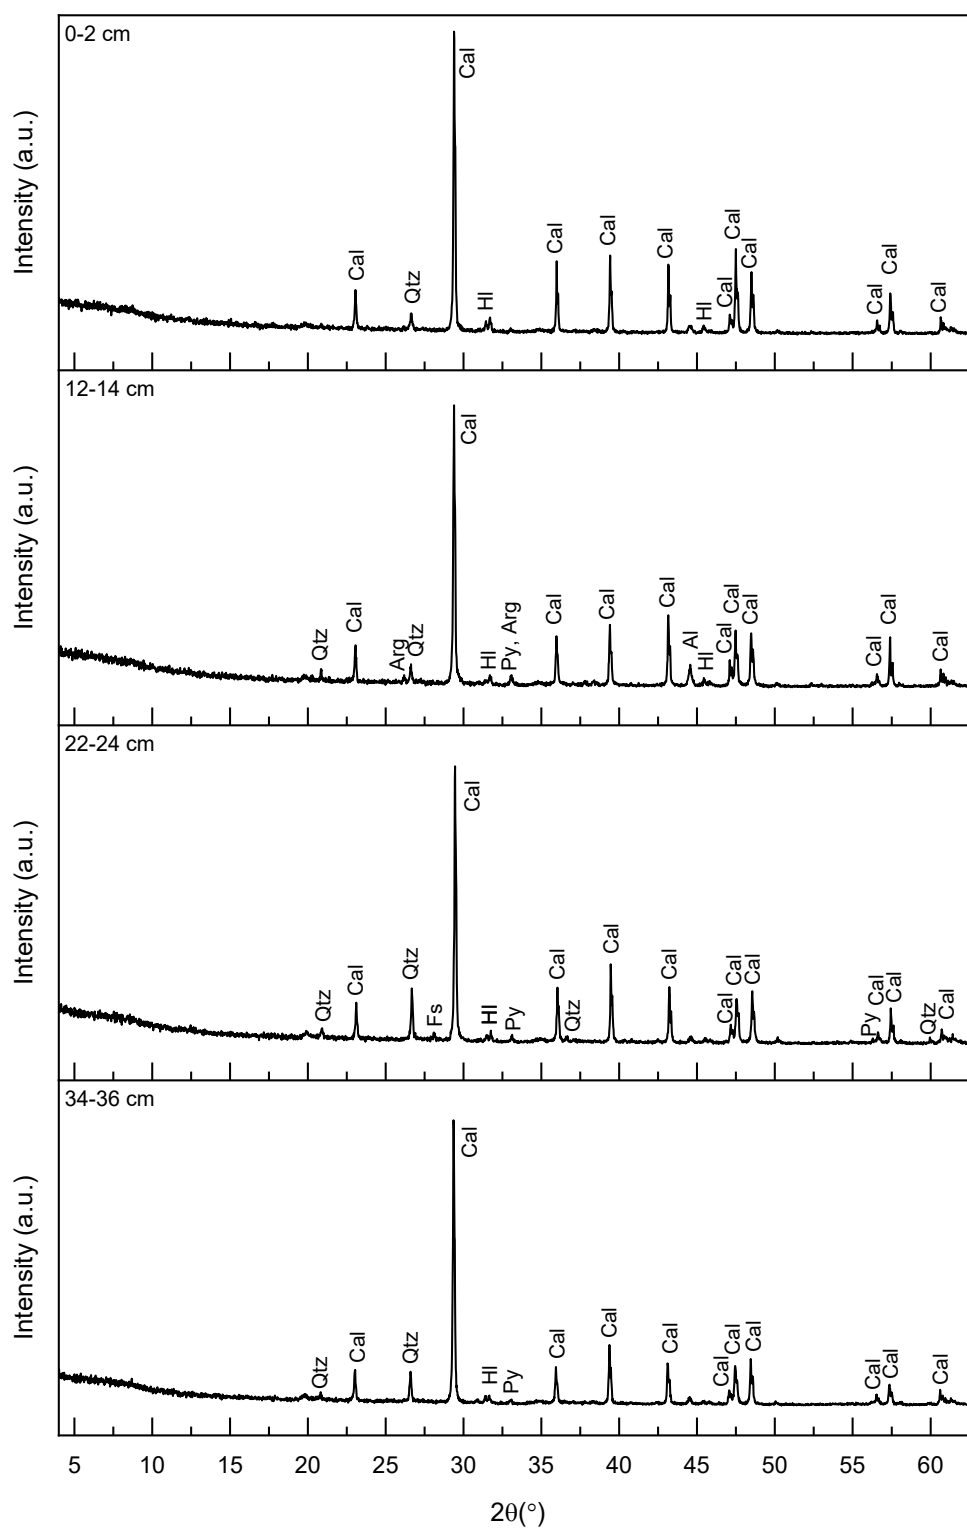 0-2 cm
Intensity (a.u.)
Cal
Qtz
Cal
Hl
Cal
Cal
Cal
Hl
Cal
Cal
Cal
Cal
Cal
Cal
12-14 cm
Intensity (a.u.)
Qtz
Cal
Arg
Qtz
Cal
Hl
Py, Arg
Cal
Cal
Cal
Al
Hl
Cal
Cal
Cal
Cal
Cal
Cal
22-24 cm
Intensity (a.u.)
Qtz
Cal
Qtz
Fs
Cal
Hl
Py
Cal
Qtz
Cal
Cal
Cal
Cal
Cal
Py
Cal
Cal
Qtz
Cal
34-36 cm
Intensity (a.u.)
Qtz
Cal
Qtz
Cal
Hl
Py
Cal
Cal
Cal
Cal
Cal
Cal
Cal
Cal
Cal
5 10 15 20 25 30 35 40 45 50 55 60
2θ(°)